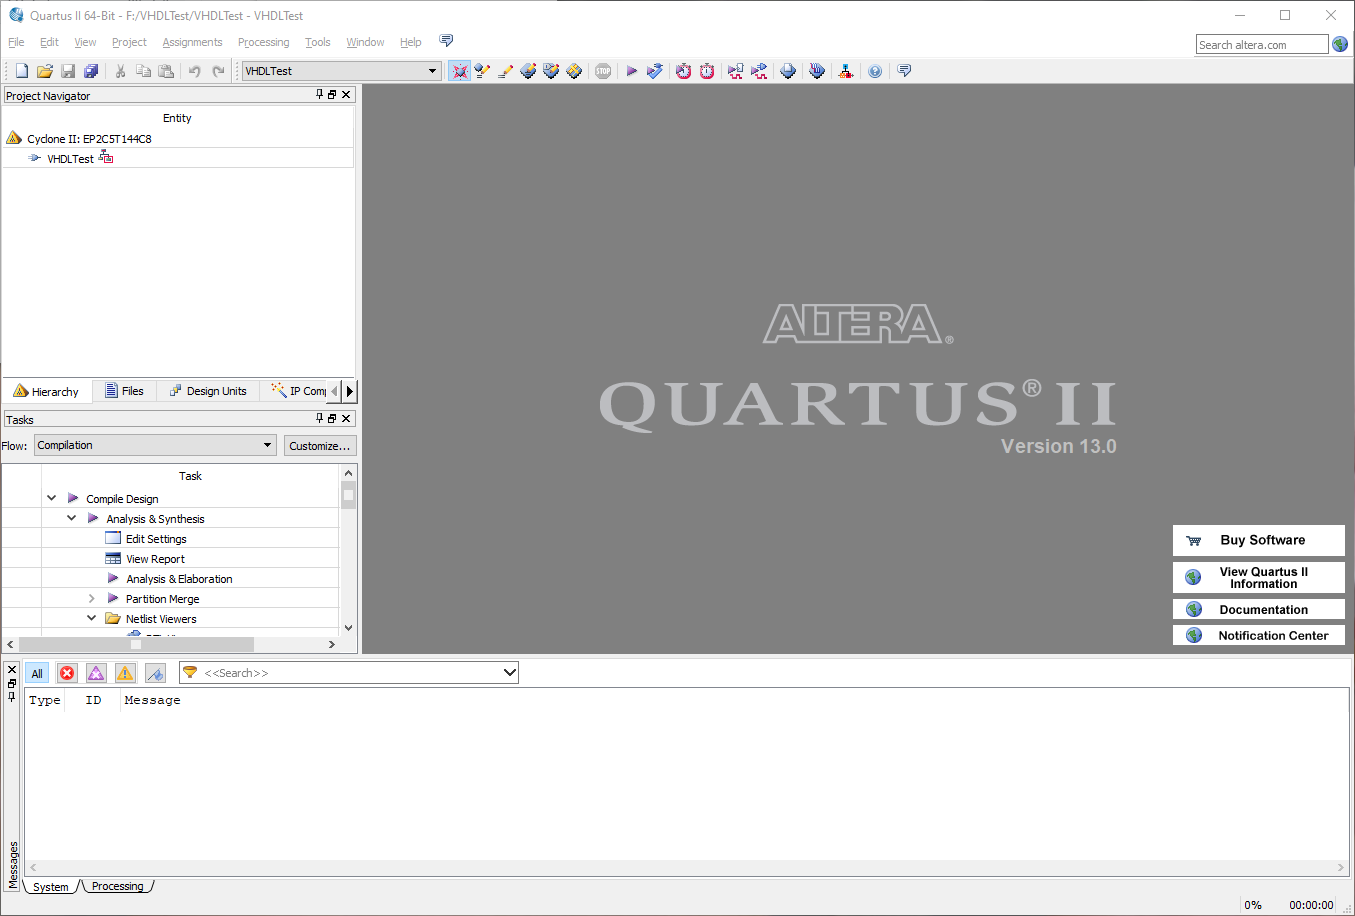 Quartus II 64-Bit - F:/VHDLTest/VHDLTest - VHDLTest
File Edit View Project Assignments Processing Tools Window Help
Search altera.com
VHDLTest
STOP
Project Navigator
Entity
Cyclone II: EP2C5T144C8
VHDLTest
Hierarchy Files Design Units IP Com
Tasks
Flow: Compilation Customize...
Task
Compile Design
Analysis & Synthesis
Edit Settings
View Report
Analysis & Elaboration
Partition Merge
Netlist Viewers
ALTERA®
QUARTUS® II
Version 13.0
Buy Software
View Quartus II
Information
Documentation
Notification Center
All <<Search>>
Type ID Message
Messages
System Processing
0% 00:00:00